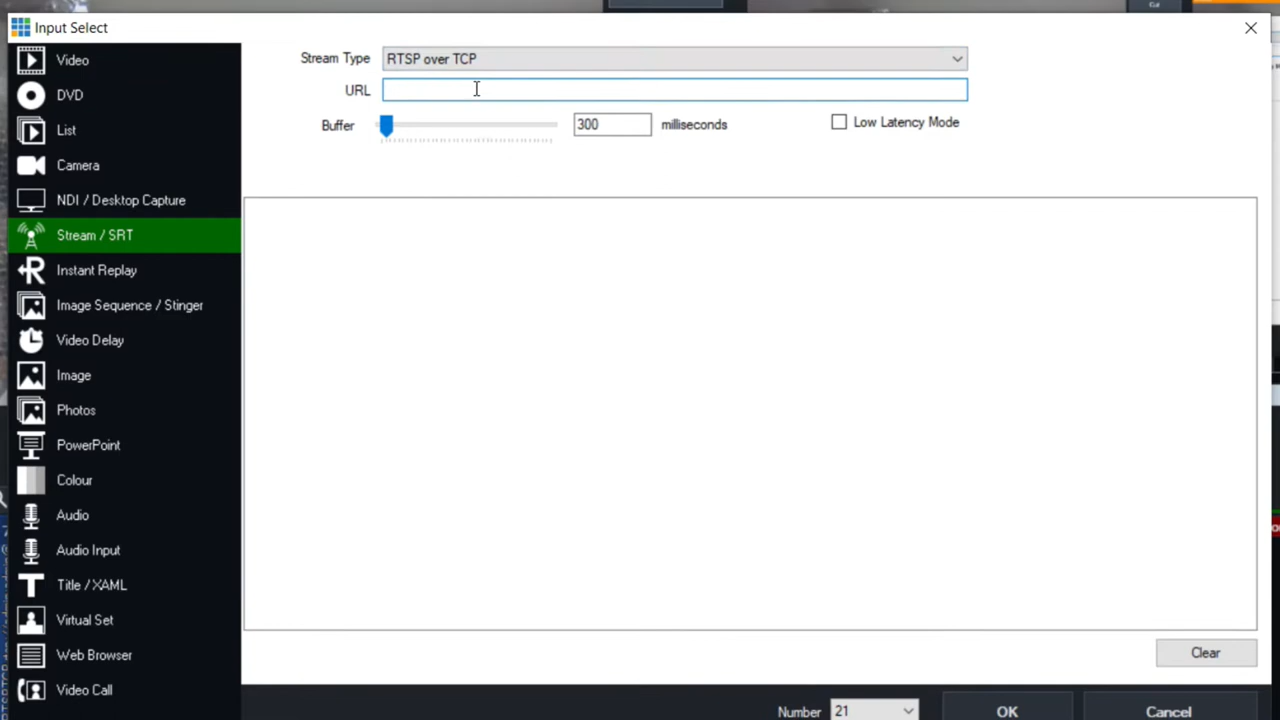 Cut
Input Select
Video
DVD
List
Camera
NDI / Desktop Capture
Stream / SRT
Instant Replay
Image Sequence / Stinger
Video Delay
Image
Photos
PowerPoint
Colour
Audio
Audio Input
Title / XAML
Virtual Set
Web Browser
Video Call
Stream Type RTSP over TCP
URL
Buffer 300 milliseconds Low Latency Mode
Clear
Number 21 OK Cancel